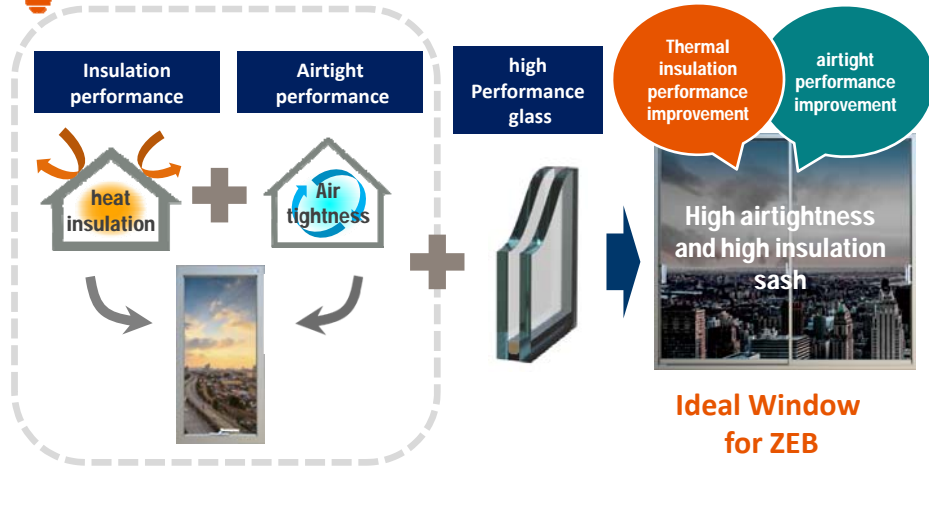 Insulation
performance
Airtight
performance
high
Performance
glass
Thermal
insulation
performance
improvement
airtight
performance
improvement
heat
insulation
Air
tightness
High airtightness
and high insulation
sash
Ideal Window
for ZEB